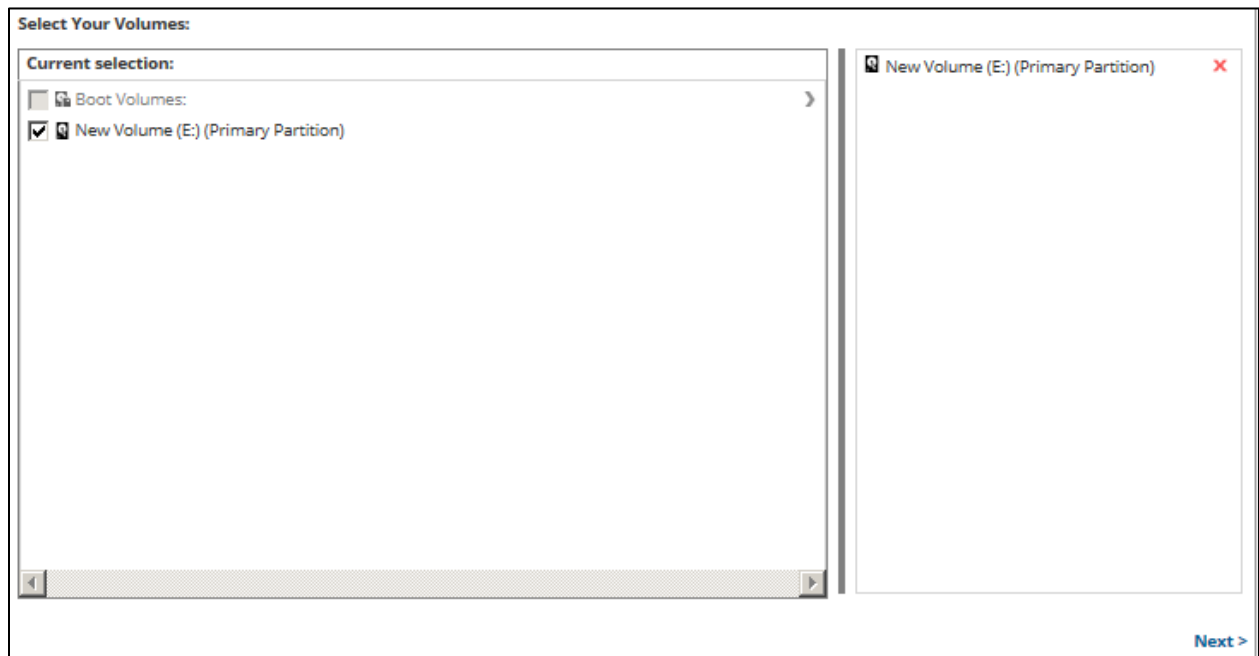 Select Your Volumes:
Current selection:
Boot Volumes:
New Volume (E:) (Primary Partition)
New Volume (E:) (Primary Partition)
Next >